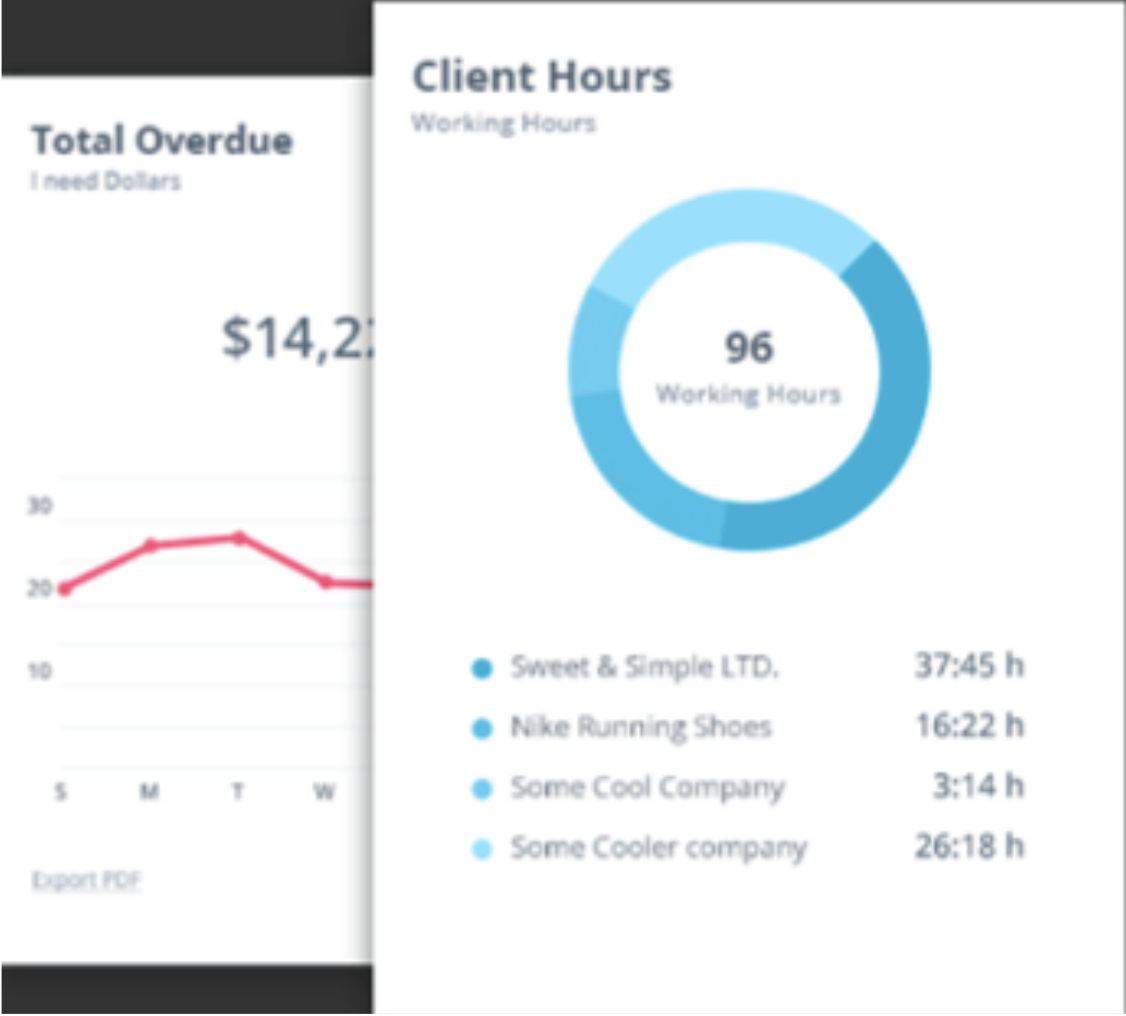 Total Overdue
I need Dollars
$14,2
30
20
10
S M T W
Export PDF
Client Hours
Working Hours
96
Working Hours
Sweet & Simple LTD. 37:45 h
Nike Running Shoes 16:22 h
Some Cool Company 3:14 h
Some Cooler company 26:18 h